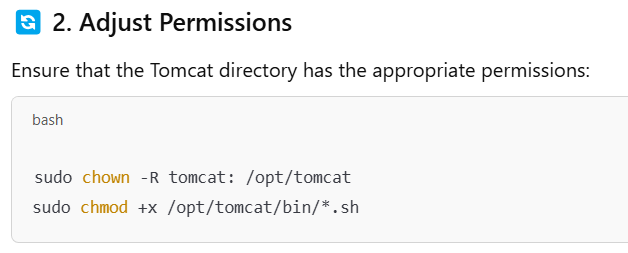 🔄 2. Adjust Permissions
Ensure that the Tomcat directory has the appropriate permissions:
bash
sudo chown -R tomcat: /opt/tomcat
sudo chmod +x /opt/tomcat/bin/*.sh